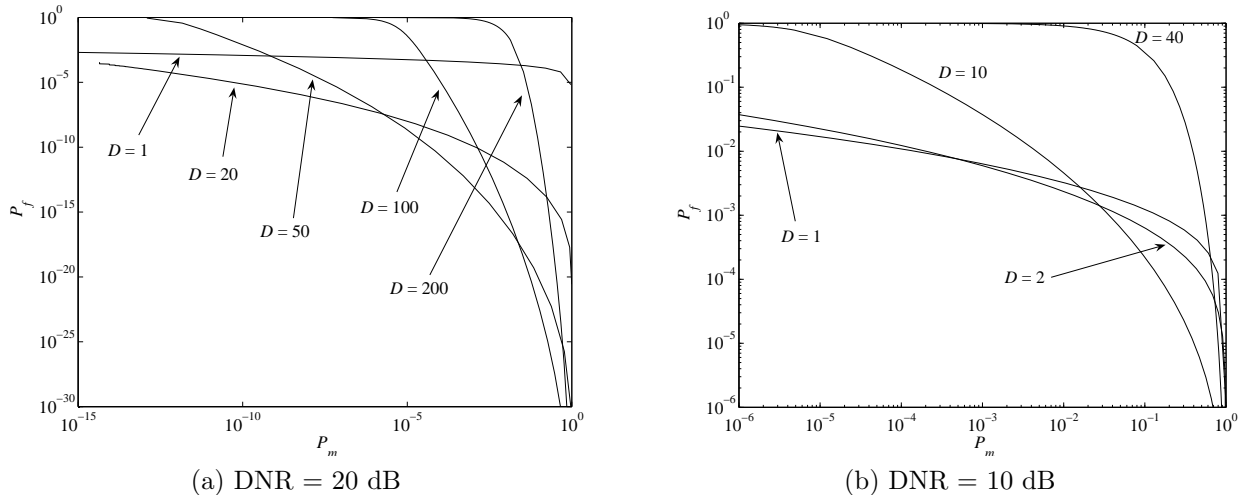 10^0
10^−5
10^−10
10^−15
10^−20
10^−25
10^−30
P_f
D = 1
D = 20
D = 50
D = 100
D = 200
10^−15
10^−10
10^−5
10^0
P_m
(a) DNR = 20 dB
10^0
10^−1
10^−2
10^−3
10^−4
10^−5
10^−6
P_f
D = 40
D = 10
D = 1
D = 2
10^−6
10^−5
10^−4
10^−3
10^−2
10^−1
10^0
P_m
(b) DNR = 10 dB